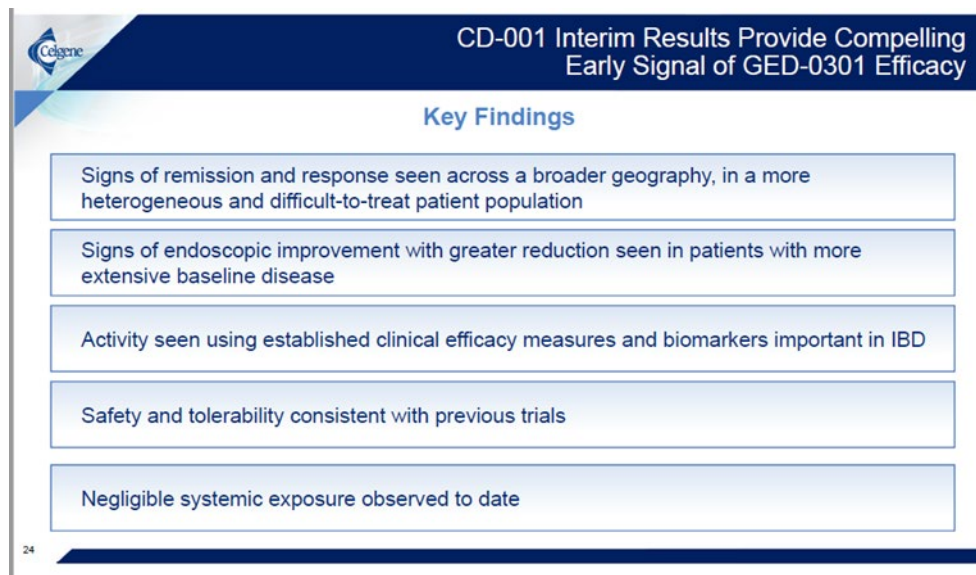 Celgene
CD-001 Interim Results Provide Compelling
Early Signal of GED-0301 Efficacy
Key Findings
Signs of remission and response seen across a broader geography, in a more
heterogeneous and difficult-to-treat patient population
Signs of endoscopic improvement with greater reduction seen in patients with more
extensive baseline disease
Activity seen using established clinical efficacy measures and biomarkers important in IBD
Safety and tolerability consistent with previous trials
Negligible systemic exposure observed to date
24